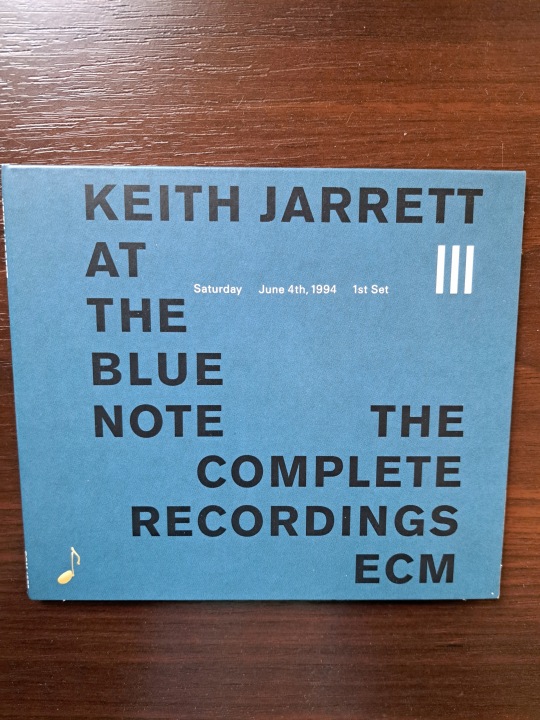 KEITH JARRETT
AT
III
Saturday June 4th, 1994 1st Set
THE
BLUE
NOTE THE
COMPLETE
RECORDINGS
ECM